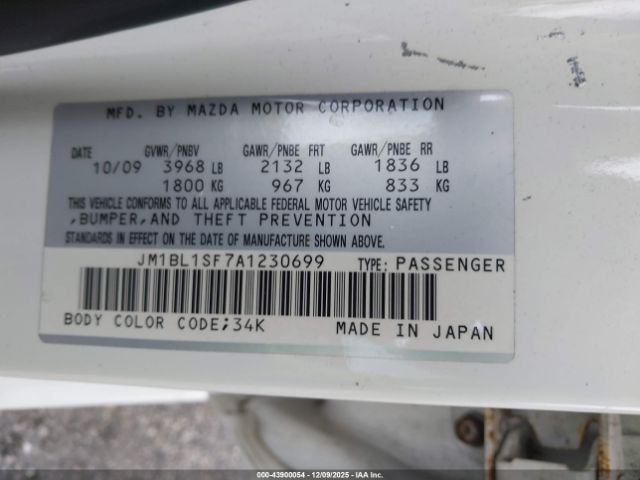 MFD. BY MAZDA MOTOR CORPORATION
DATE GVWR/PNBV GAWR/PNBE FRT GAWR/PNBE RR
10/09 3968 LB 2132 LB 1836 LB
1800 KG 967 KG 833 KG
THIS VEHICLE CONFORMS TO ALL APPLICABLE FEDERAL MOTOR VEHICLE SAFETY
,BUMPER,AND THEFT PREVENTION
STANDARDS IN EFFECT ON THE DATE OF MANUFACTURE SHOWN ABOVE.
JM1BL1SF7A1230699 TYPE: PASSENGER
BODY COLOR CODE;34K MADE IN JAPAN
000-43900054 - 12/09/2025 - IAA Inc.